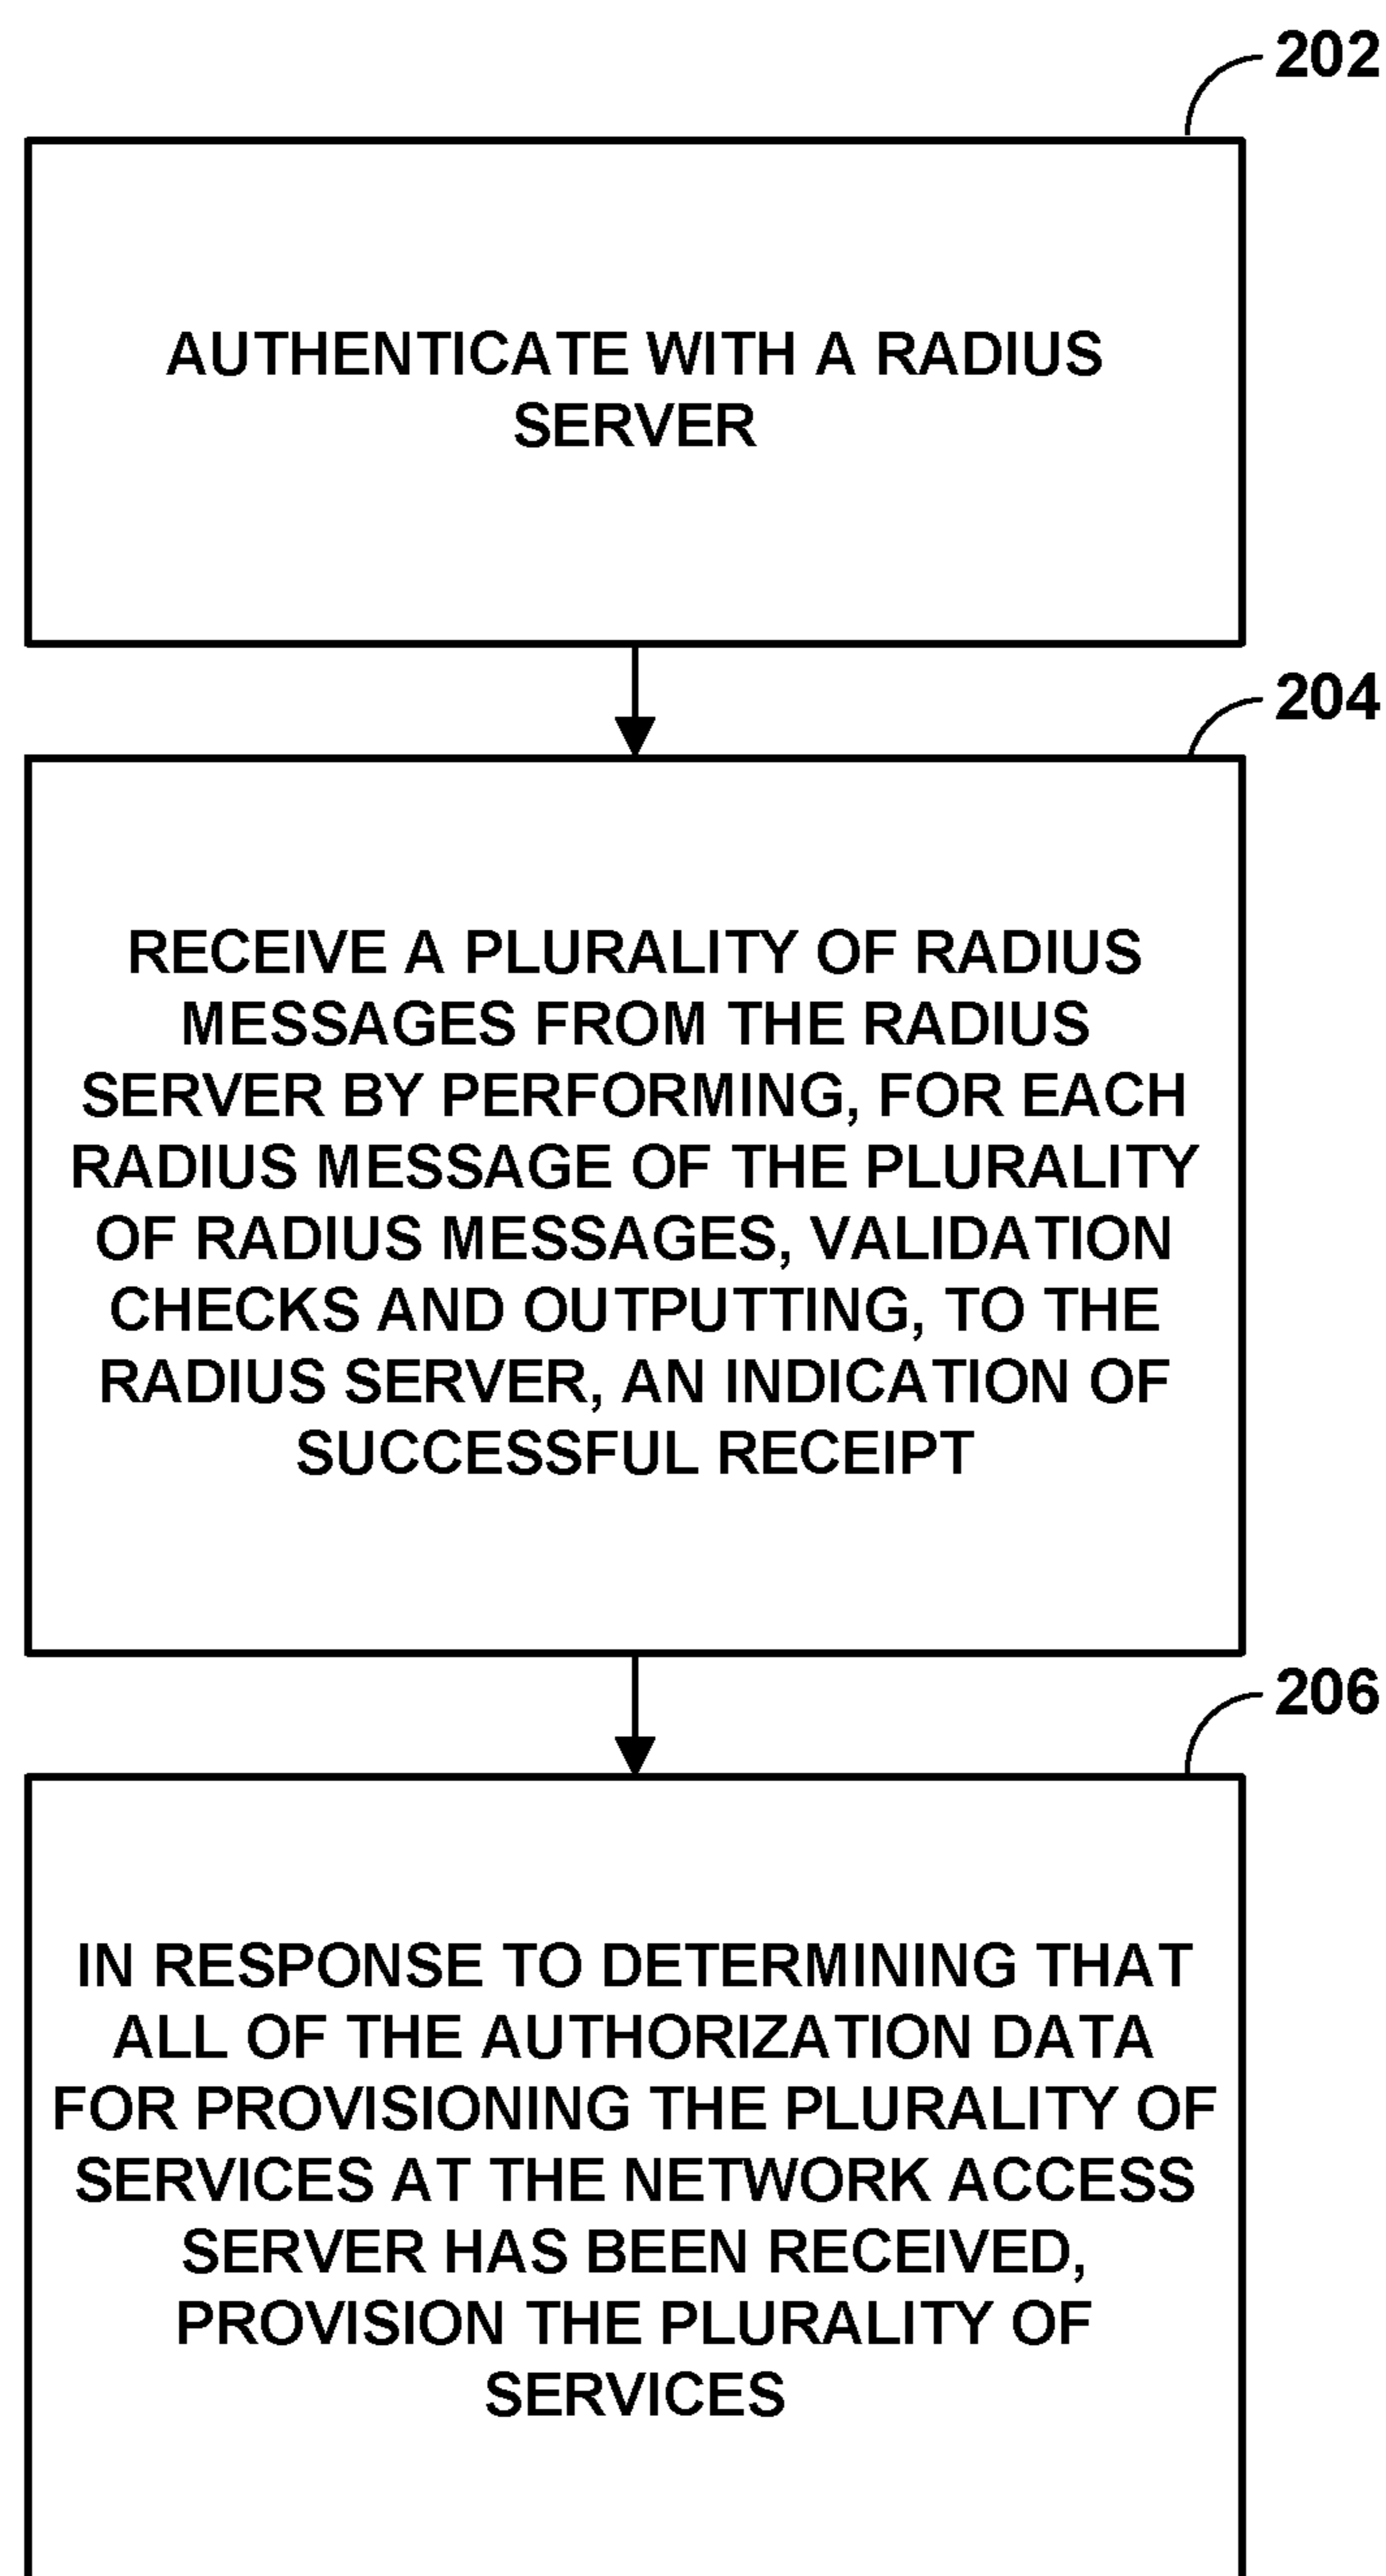 202
AUTHENTICATE WITH A RADIUS
SERVER
204
RECEIVE A PLURALITY OF RADIUS
MESSAGES FROM THE RADIUS
SERVER BY PERFORMING, FOR EACH
RADIUS MESSAGE OF THE PLURALITY
OF RADIUS MESSAGES, VALIDATION
CHECKS AND OUTPUTTING, TO THE
RADIUS SERVER, AN INDICATION OF
SUCCESSFUL RECEIPT
206
IN RESPONSE TO DETERMINING THAT
ALL OF THE AUTHORIZATION DATA
FOR PROVISIONING THE PLURALITY OF
SERVICES AT THE NETWORK ACCESS
SERVER HAS BEEN RECEIVED,
PROVISION THE PLURALITY OF
SERVICES